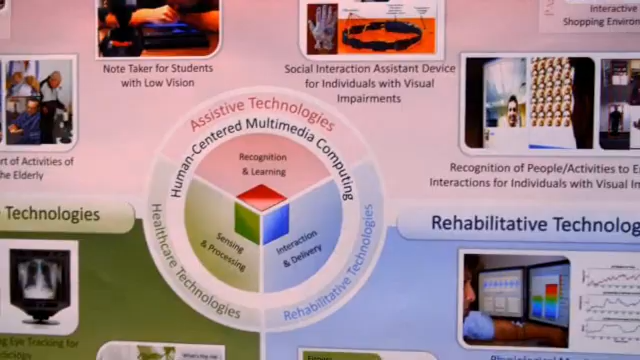 Interactive
Shopping Environ
Note Taker for Students
with Low Vision
Social Interaction Assistant Device
for Individuals with Visual
Impairments
rt of Activities of
he Elderly
Recognition of People/Activities to E
Interactions for Individuals with Visual I
Assistive Technologies
Human-Centered Multimedia Computing
Recognition
& Learning
Sensing
& Processing
Interaction
& Delivery
Healthcare Technologies
Rehabilitative Technologies
Technologies
Rehabilitative Technolog
ng Eye Tracking for
What's the risk